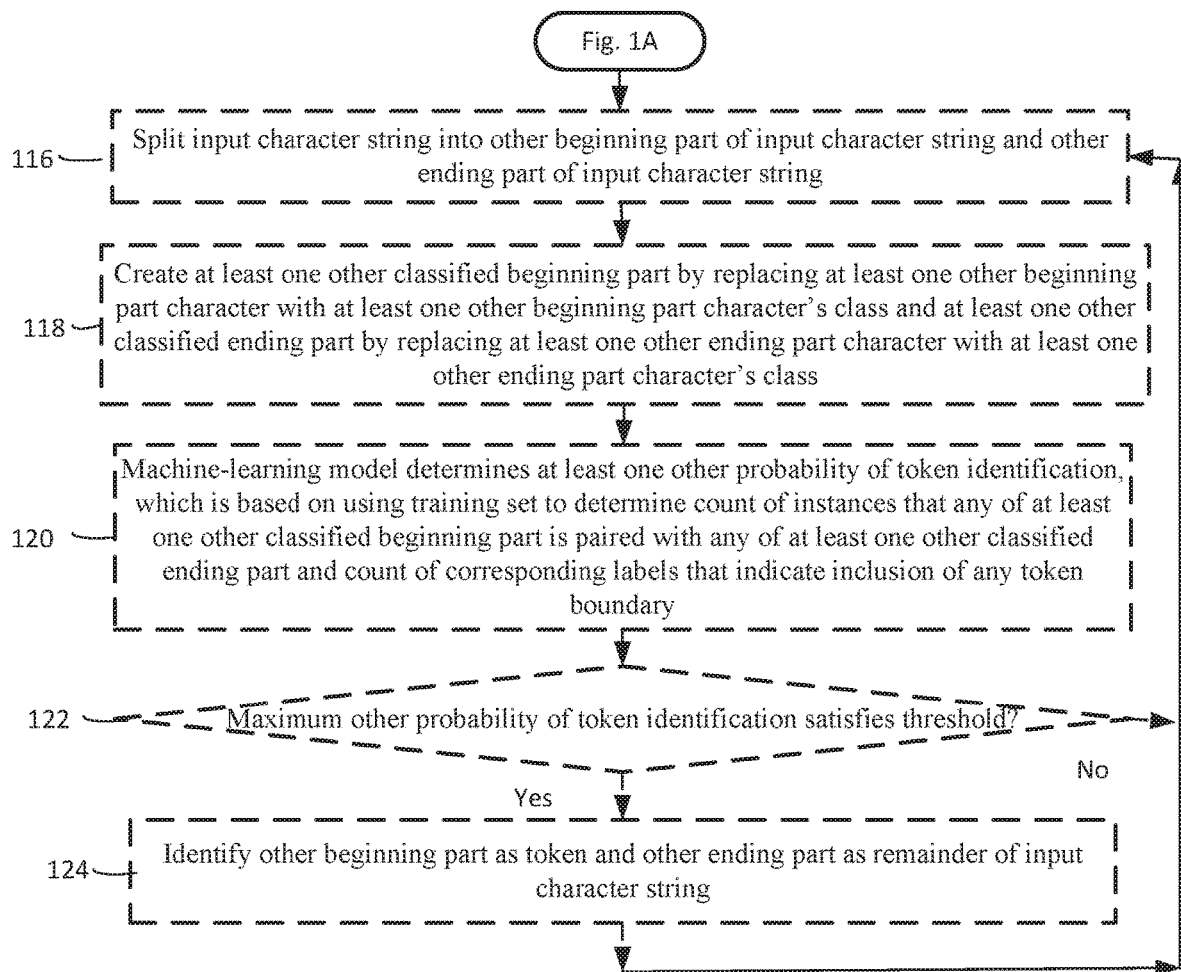 Fig. 1A
116
Split input character string into other beginning part of input character string and other
ending part of input character string
118
Create at least one other classified beginning part by replacing at least one other beginning
part character with at least one other beginning part character's class and at least one other
classified ending part by replacing at least one other ending part character with at least one
other ending part character's class
120
Machine-learning model determines at least one other probability of token identification,
which is based on using training set to determine count of instances that any of at least
one other classified beginning part is paired with any of at least one other classified
ending part and count of corresponding labels that indicate inclusion of any token
boundary
122
Maximum other probability of token identification satisfies threshold?
No
Yes
124
Identify other beginning part as token and other ending part as remainder of input
character string